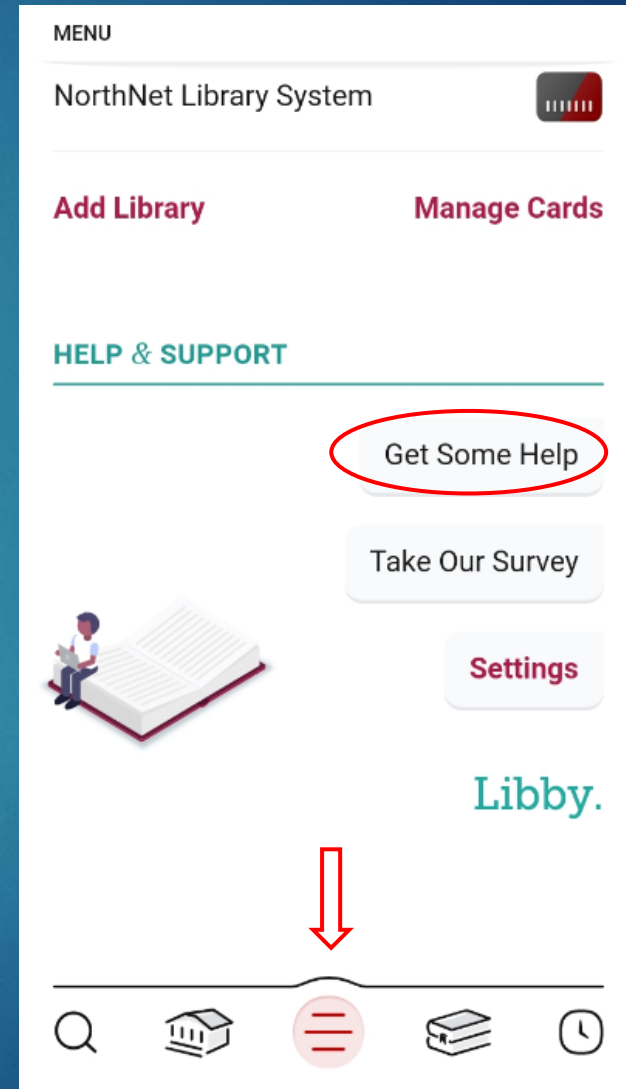 MENU
NorthNet Library System
Add Library Manage Cards
HELP & SUPPORT
Get Some Help
Take Our Survey
Settings
Libby.